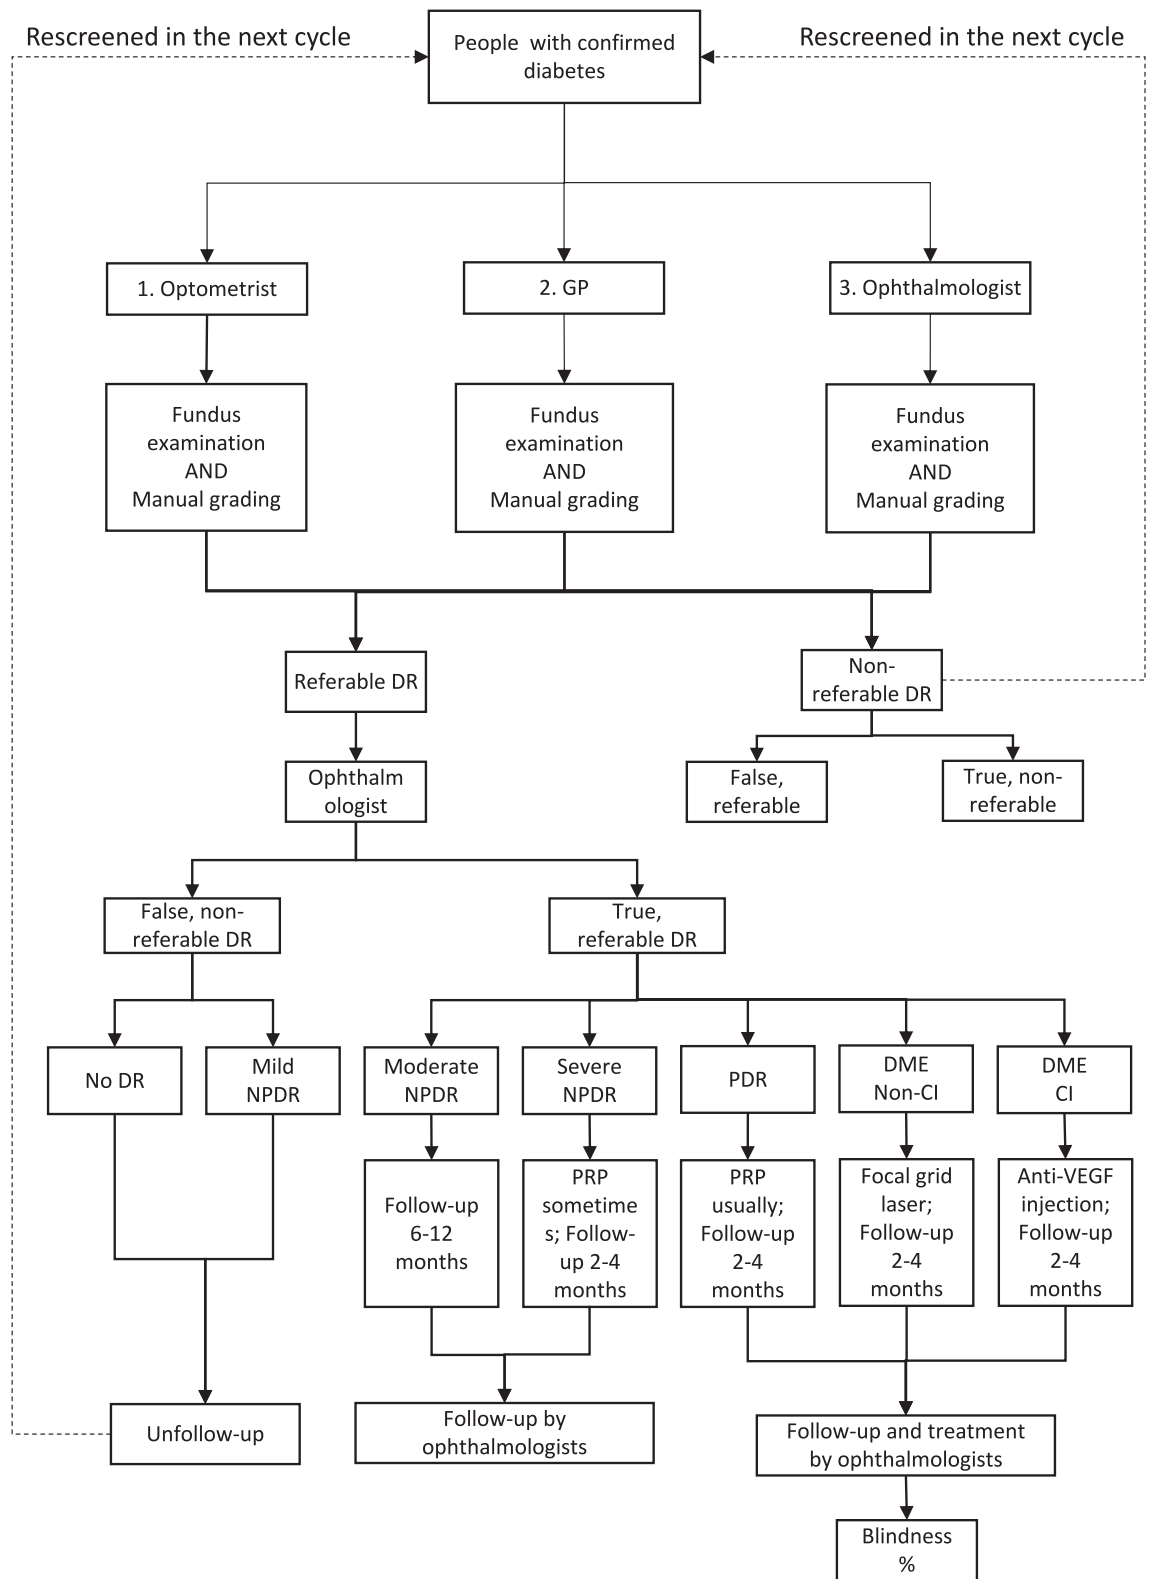 Rescreened in the next cycle
People with confirmed
diabetes
Rescreened in the next cycle
1. Optometrist
2. GP
3. Ophthalmologist
Fundus
examination
AND
Manual grading
Fundus
examination
AND
Manual grading
Fundus
examination
AND
Manual grading
Referable DR
Non-
referable DR
Ophthalm
ologist
False,
referable
True, non-
referable
False, non-
referable DR
True,
referable DR
No DR
Mild
NPDR
Moderate
NPDR
Severe
NPDR
PDR
DME
Non-CI
DME
CI
Follow-up
6-12
months
PRP
sometime
s; Follow-
up 2-4
months
PRP
usually;
Follow-up
2-4
months
Focal grid
laser;
Follow-up
2-4
months
Anti-VEGF
injection;
Follow-up
2-4
months
Unfollow-up
Follow-up by
ophthalmologists
Follow-up and treatment
by ophthalmologists
Blindness
%